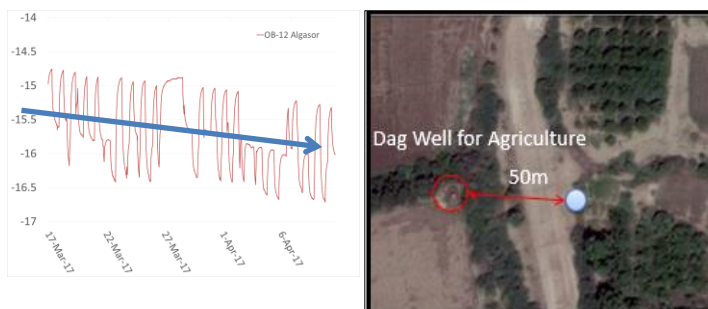 -14
-14.5
-15
-15.5
-16
-16.5
-17
OB-12 Algasor
17-Mar-17
22-Mar-17
27-Mar-17
1-Apr-17
6-Apr-17
Dag Well for Agriculture
50m